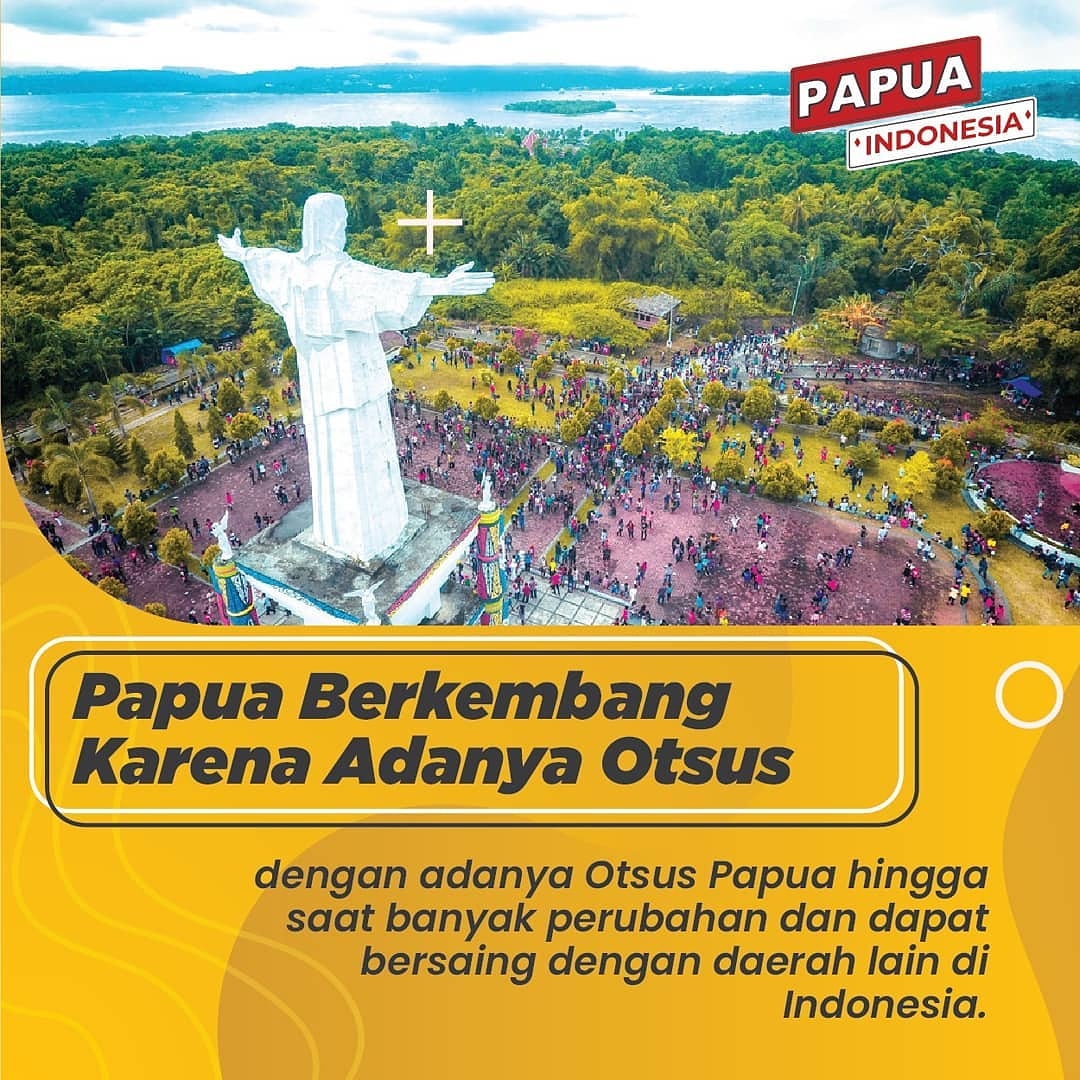 PAPUA
INDONESIA
Papua Berkembang
Karena Adanya Otsus
dengan adanya Otsus Papua hingga
saat banyak perubahan dan dapat
bersaing dengan daerah lain di
Indonesia.